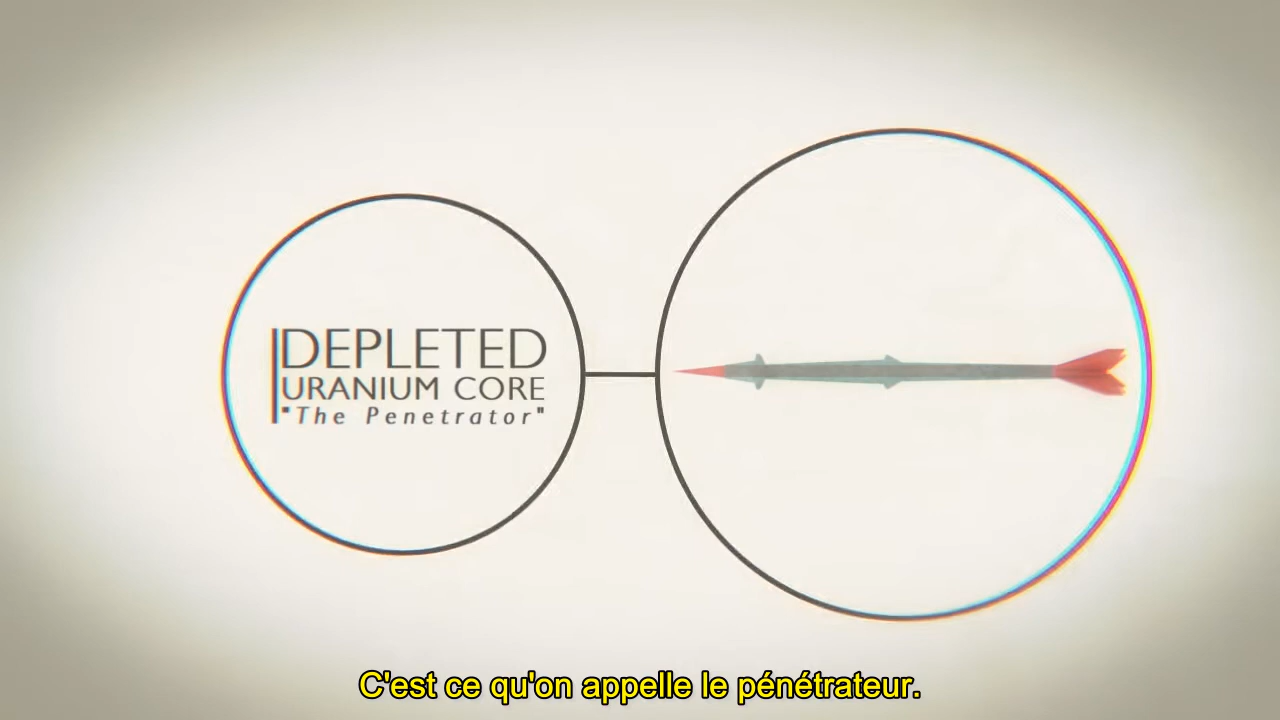 DEPLETED
URANIUM CORE
"The Penetrator"
C'est ce qu'on appelle le pénétrateur.